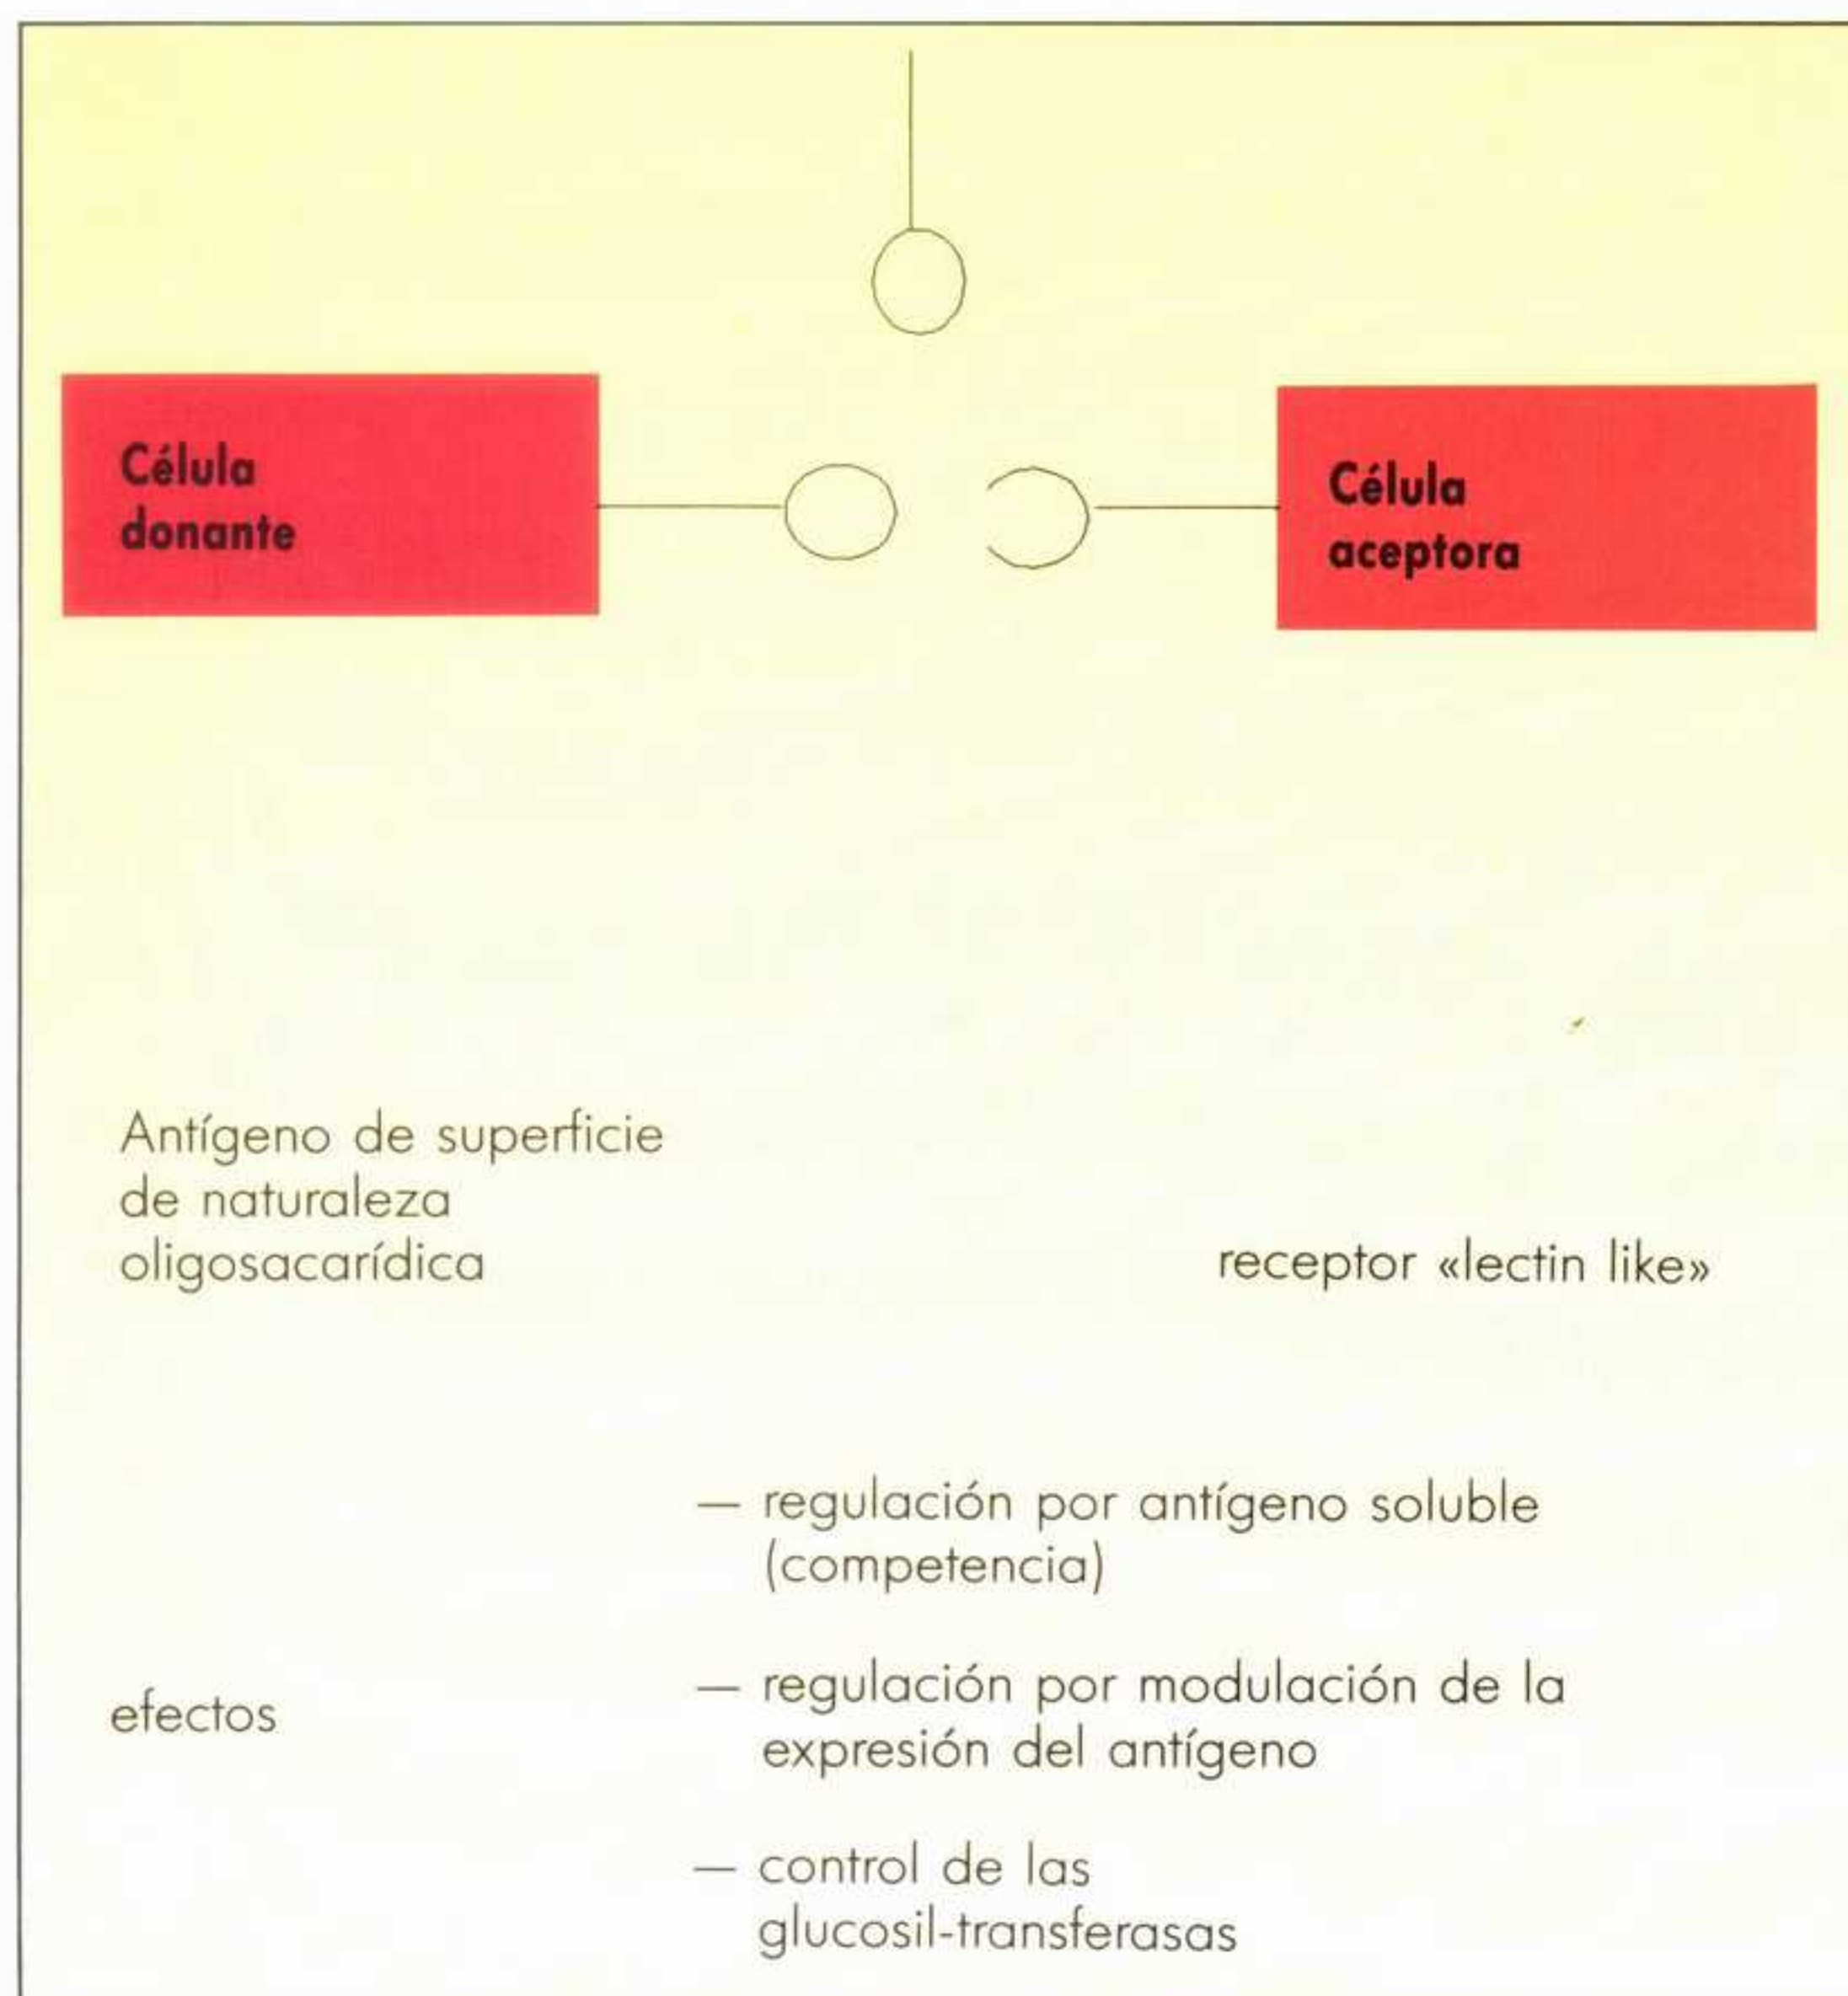 Célula
donante
Célula
aceptora
Antígeno de superficie
de naturaleza
oligosacarídica
receptor «lectin like»
efectos
— regulación por antígeno soluble
(competencia)
— regulación por modulación de la
expresión del antígeno
— control de las
glucosil-transferasas